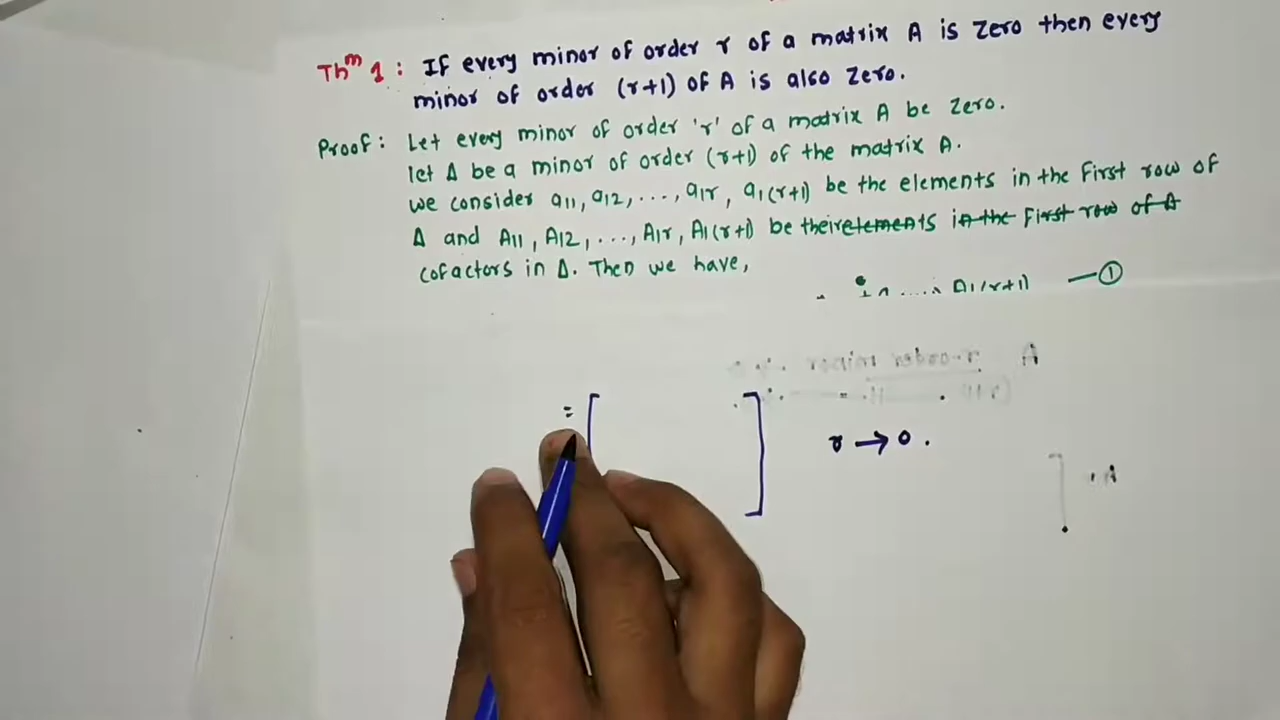 Thm 1 : If every minor of order r of a matrix A is zero then every
minor of order (r+1) of A is also zero.
Proof : Let every minor of order 'r' of a matrix A be zero.
let Δ be a minor of order (r+1) of the matrix A.
we consider a11, a12, ..., a1r, a1(r+1) be the elements in the first row of
Δ and A11, A12, ..., A1r, A1(r+1) be their elements in the first row of Δ
cofactors in Δ. Then we have,
A1(r+1) — ①
A
= [ ] r → 0 .